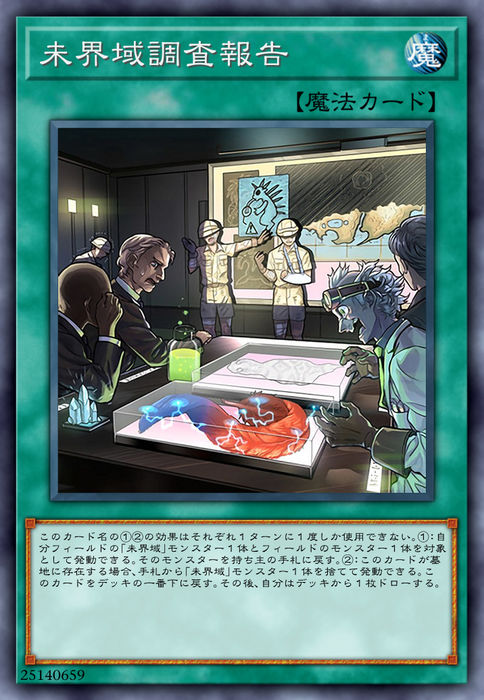 未界域調査報告
魔
【魔法カード】
このカード名の①②の効果はそれぞれ１ターンに１度しか使用できない。①：自
分フィールドの「未界域」モンスター１体とフィールドのモンスター１体を対象
として発動できる。そのモンスターを持ち主の手札に戻す。②：このカードが墓
地に存在する場合、手札から「未界域」モンスター１体を捨てて発動できる。こ
のカードをデッキの一番下に戻す。その後、自分はデッキから１枚ドローする。
25140659